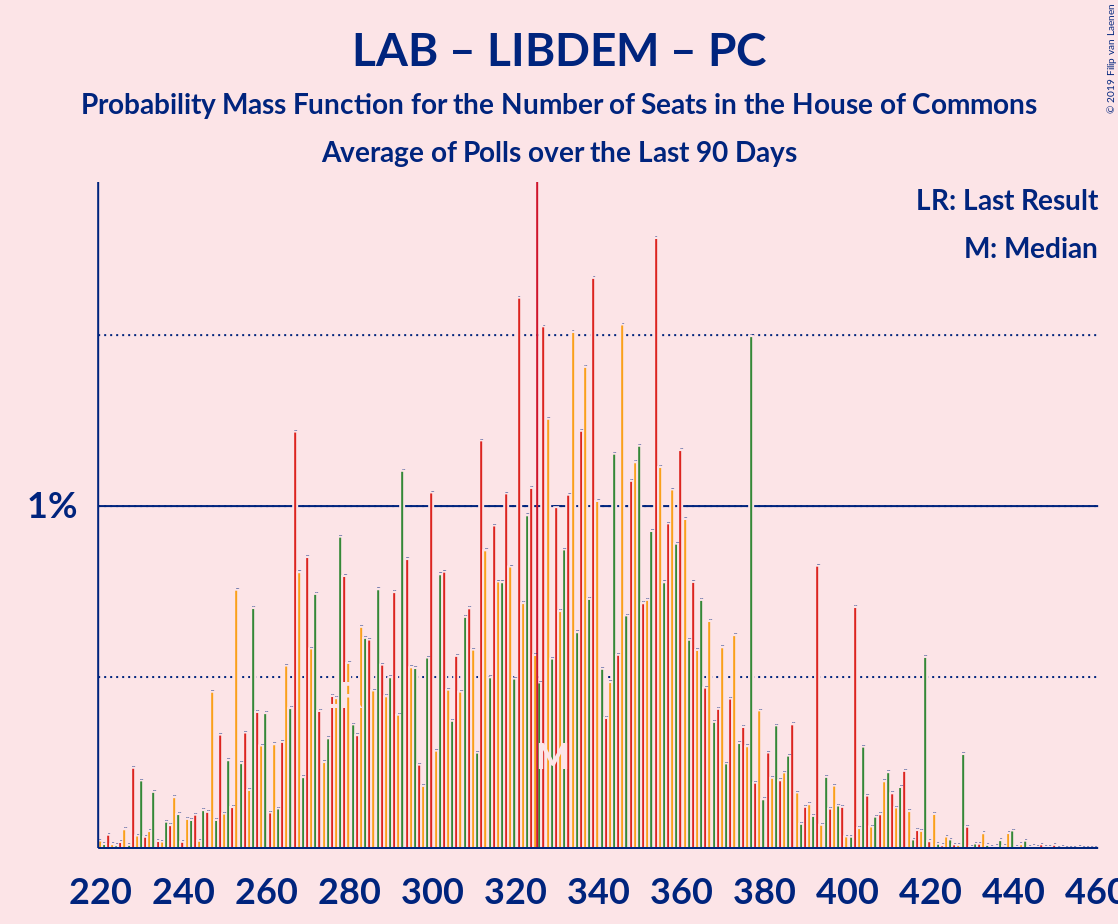 © 2019 Filip van Laenen
LAB – LIBDEM – PC
Probability Mass Function for the Number of Seats in the House of Commons
Average of Polls over the Last 90 Days
LR: Last Result
M: Median
1%
M
220 240 260 280 300 320 340 360 380 400 420 440 460